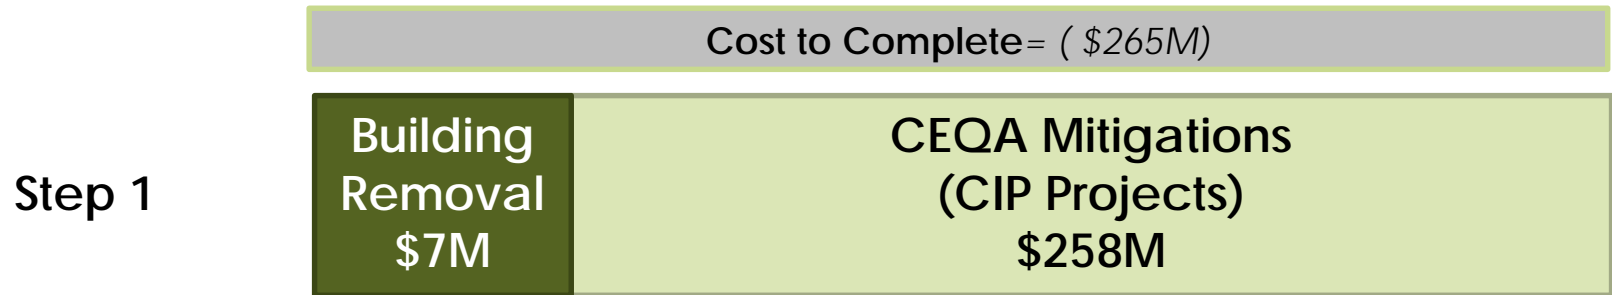 Cost to Complete= ( $265M)
Step 1
Building
Removal
$7M
CEQA Mitigations
(CIP Projects)
$258M